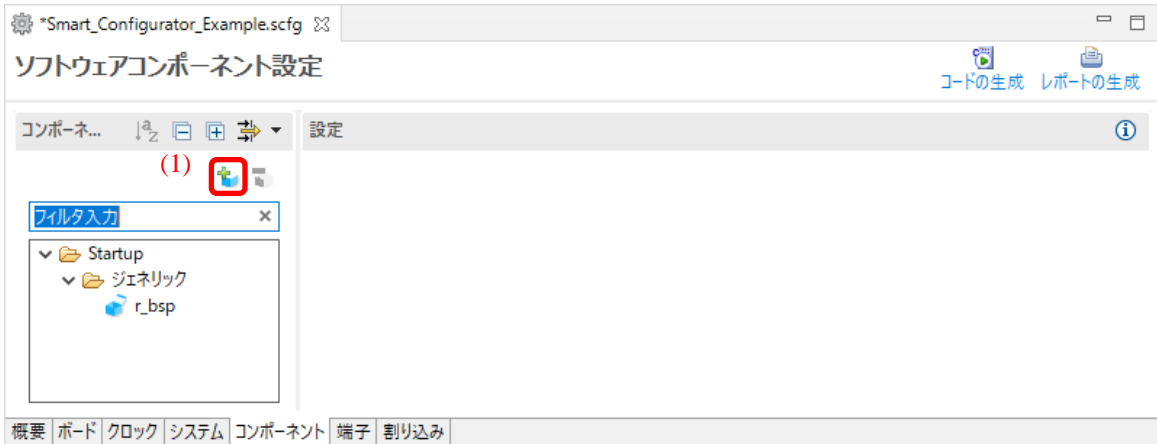 *Smart_Configurator_Example.scfg
ソフトウェアコンポーネント設定
コードの生成 レポートの生成
コンポーネ... 設定
(1)
フィルタ入力
Startup
ジェネリック
r_bsp
概要 ボード クロック システム コンポーネント 端子 割り込み